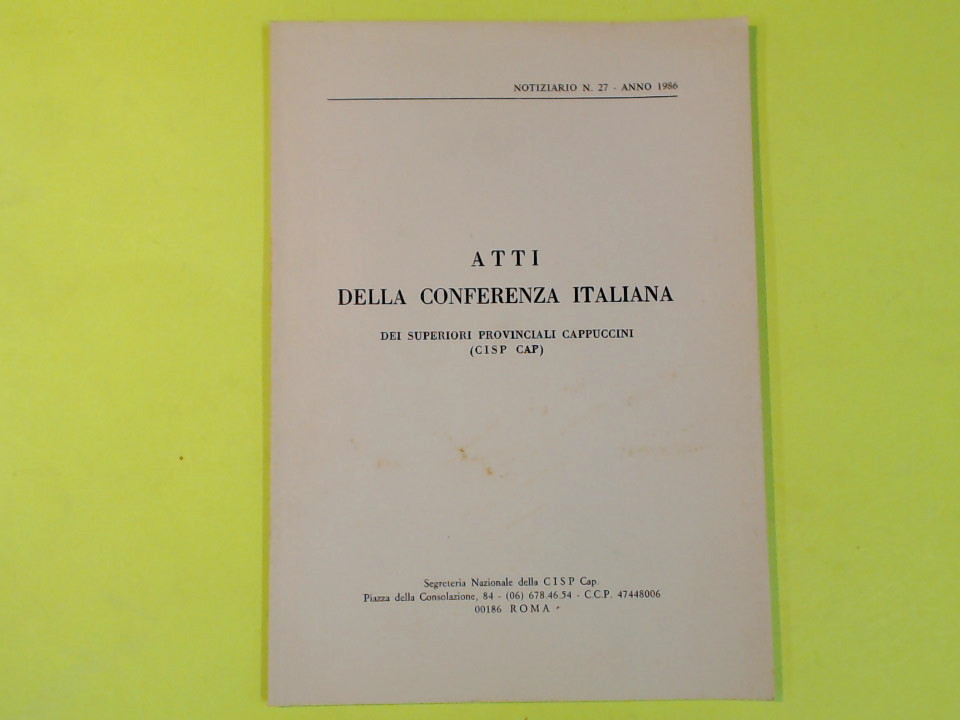 NOTIZIARIO N. 27 - ANNO 1986
ATTI
DELLA CONFERENZA ITALIANA
DEI SUPERIORI PROVINCIALI CAPPUCCINI
(CISP CAP)
Segreteria Nazionale della CISP Cap.
Piazza della Consolazione, 84 - (06) 678.46.54 - C.C.P. 47448006
00186 ROMA